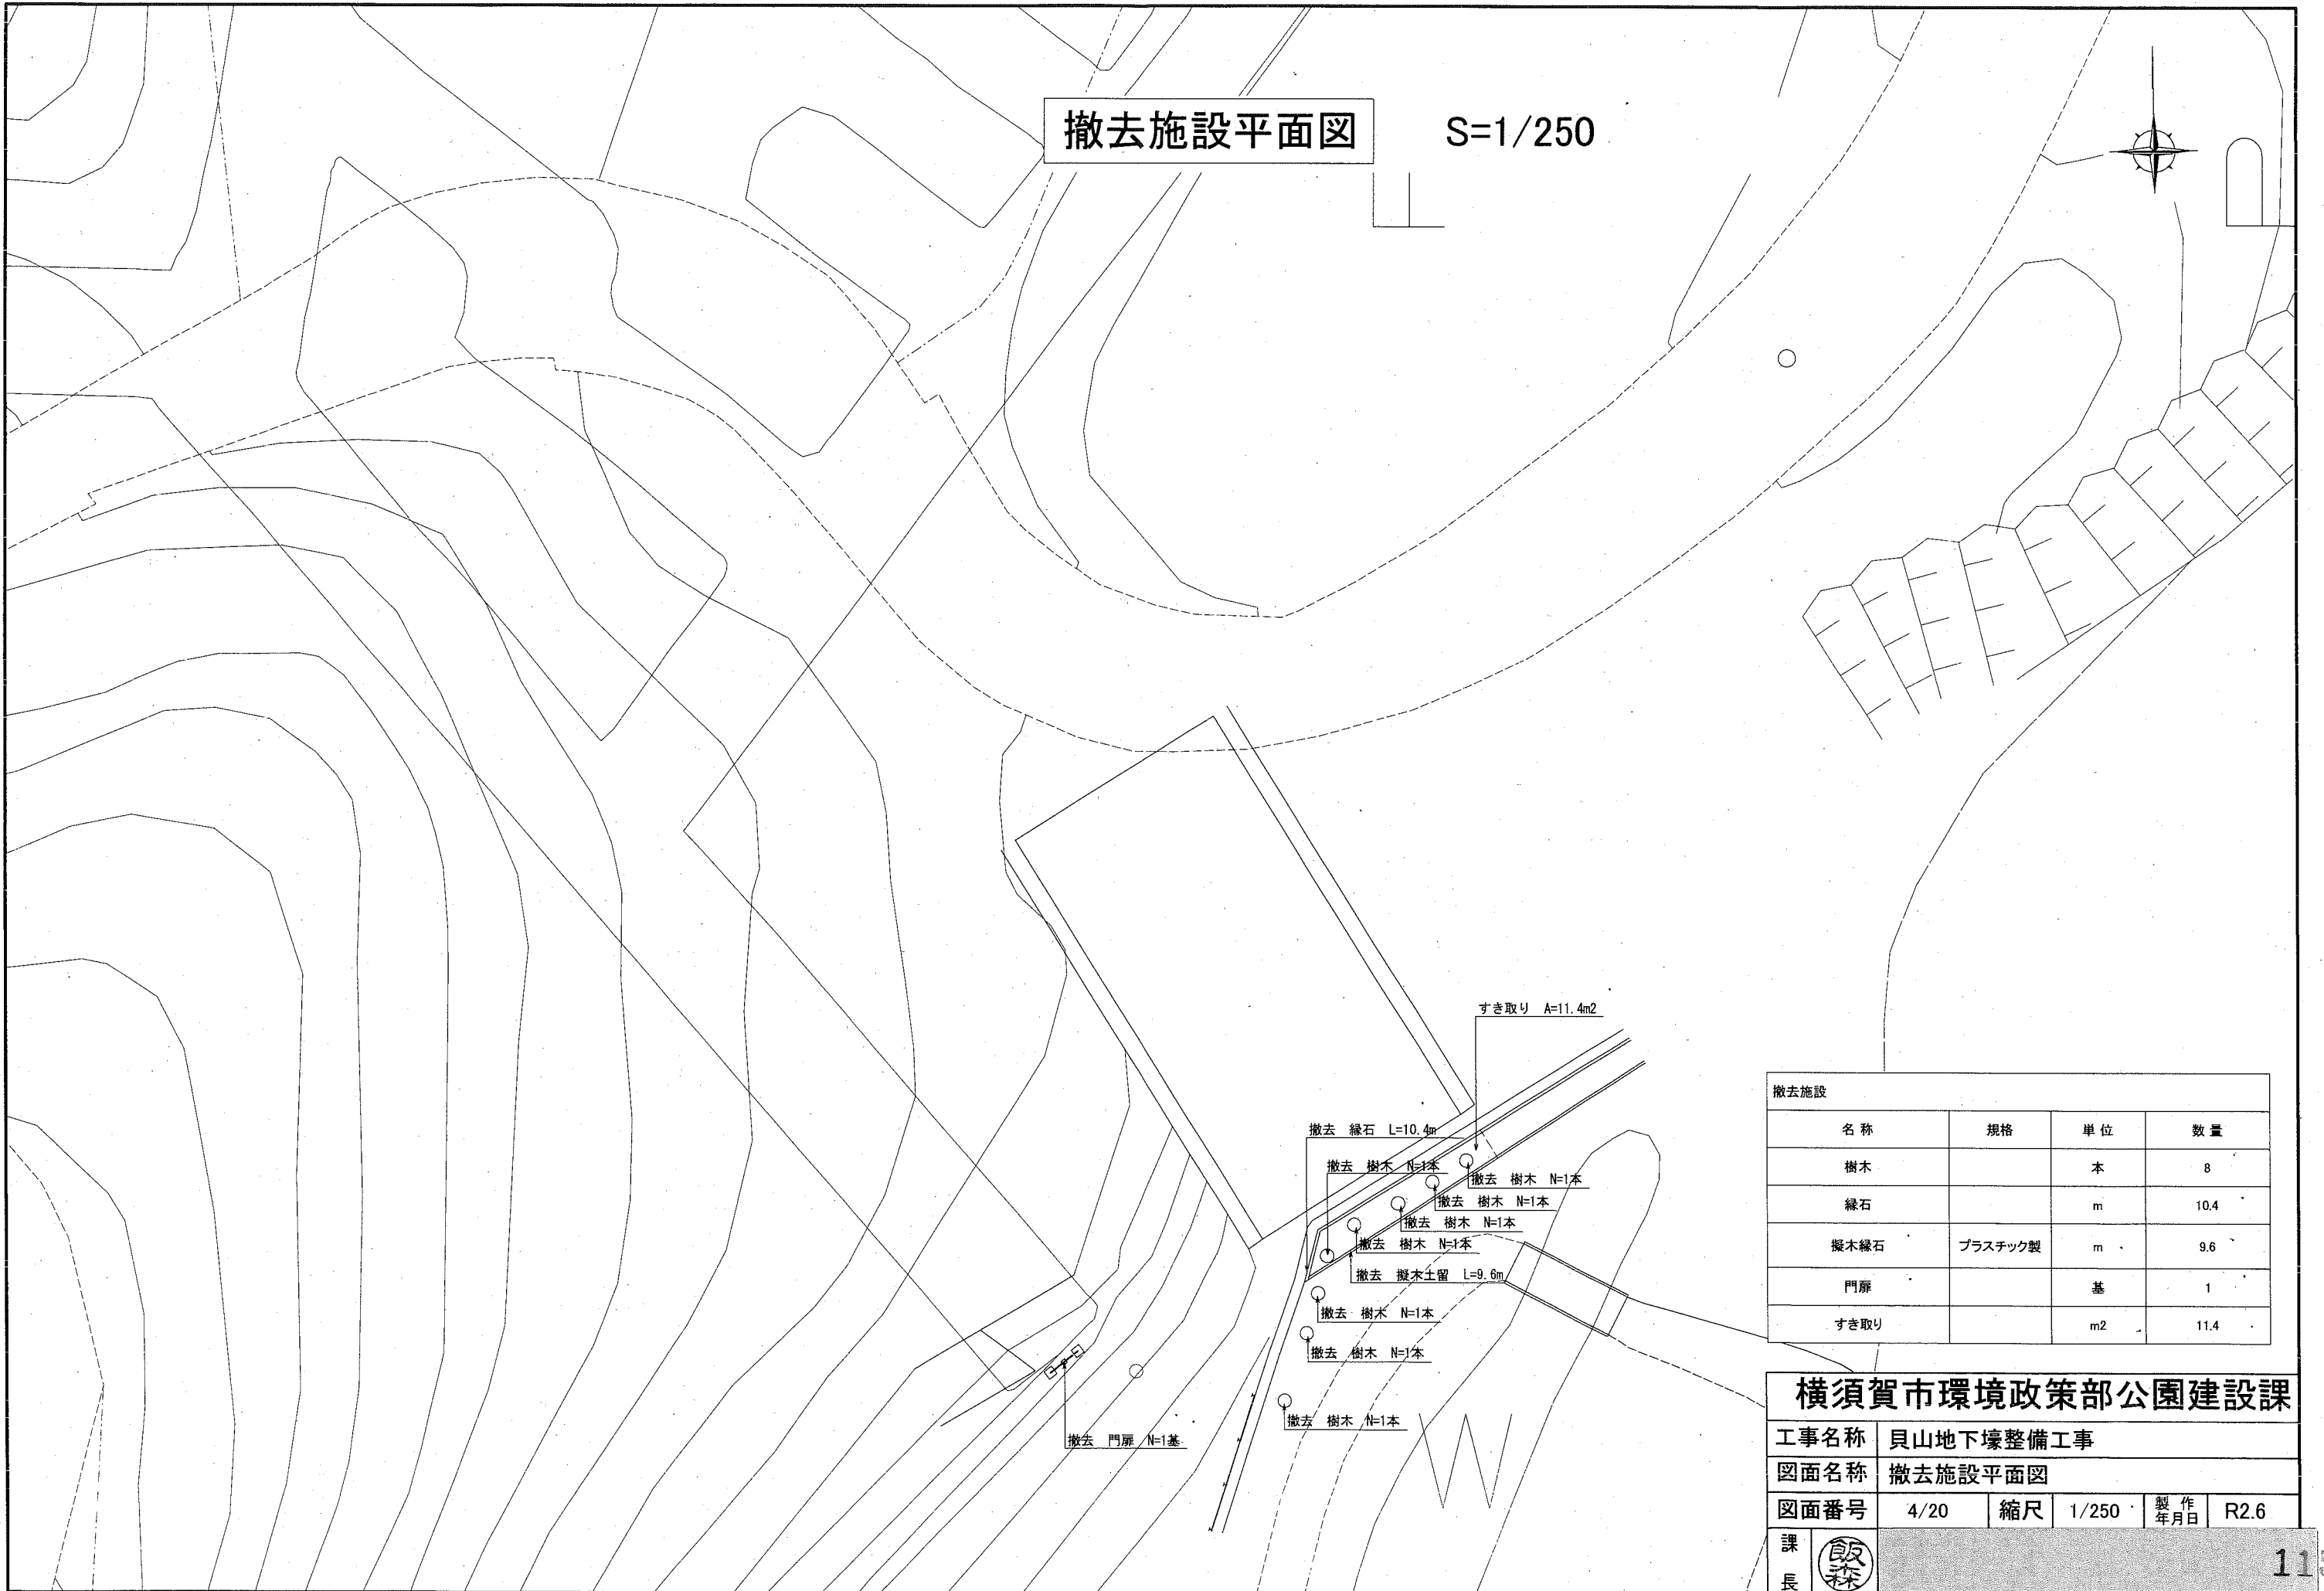 撤去施設平面図 S=1/250
すき取り A=11.4m2
撤去 縁石 L=10.4m
撤去 樹木 N=1本
撤去 樹木 N=1本
撤去 樹木 N=1本
撤去 樹木 N=1本
撤去 樹木 N=1本
撤去 擬木土留 L=9.6m
撤去 樹木 N=1本
撤去 樹木 N=1本
撤去 樹木 N=1本
撤去 門扉 N=1基
撤去施設
名称 規格 単位 数量
樹木 本 8
縁石 m 10.4
擬木縁石 プラスチック製 m 9.6
門扉 基 1
すき取り m2 11.4
横須賀市環境政策部公園建設課
工事名称 貝山地下壕整備工事
図面名称 撤去施設平面図
図面番号 4/20 縮尺 1/250 製作年月日 R2.6
課長 飯森
11
W